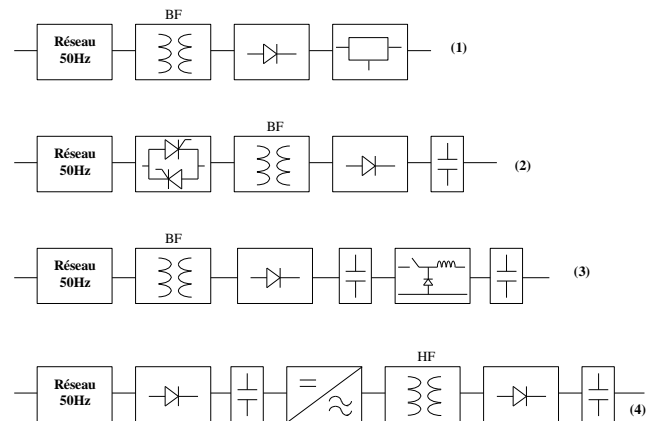 BF
Réseau
50Hz
(1)
BF
Réseau
50Hz
(2)
BF
Réseau
50Hz
(3)
HF
Réseau
50Hz
(4)